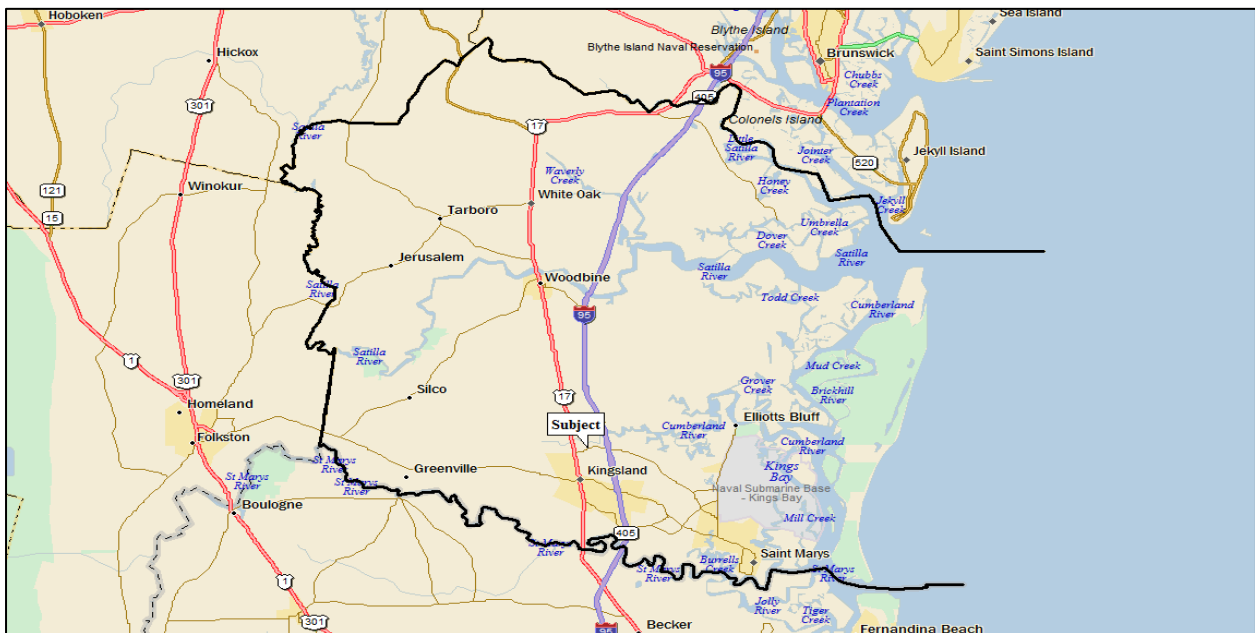 Hoboken
Sea Island
Blythe Island
Blythe Island Naval Reservation
Brunswick
Saint Simons Island
Hickox
95
Chubbs
Creek
405
Plantation
Creek
301
Satilla
River
17
Colonels Island
Little
Satilla
River
Jointer
Creek
520
Jekyll Island
Waverly
Creek
Honey
Creek
121
Winokur
White Oak
Jekyll
Creek
15
Tarboro
Umbrella
Creek
Dover
Creek
Satilla
River
Jerusalem
Satilla
River
Satilla
River
Woodbine
Todd Creek
Cumberland
River
95
1
Satilla
River
Mud Creek
301
Grover
Creek
Brickhill
River
Silco
17
Homeland
Elliotts Bluff
Subject
Cumberland
River
Folkston
Cumberland
River
St Marys
River
Greenville
Kingsland
Kings
Bay
St Marys
River
St Marys
River
Naval Submarine Base
- Kings Bay
Boulogne
Mill Creek
405
St Marys
River
Saint Marys
Burrells
Creek
St Marys
River
St Marys
River
1
Jolly
River
Tiger
Creek
301
95
Becker
Fernandina Beach